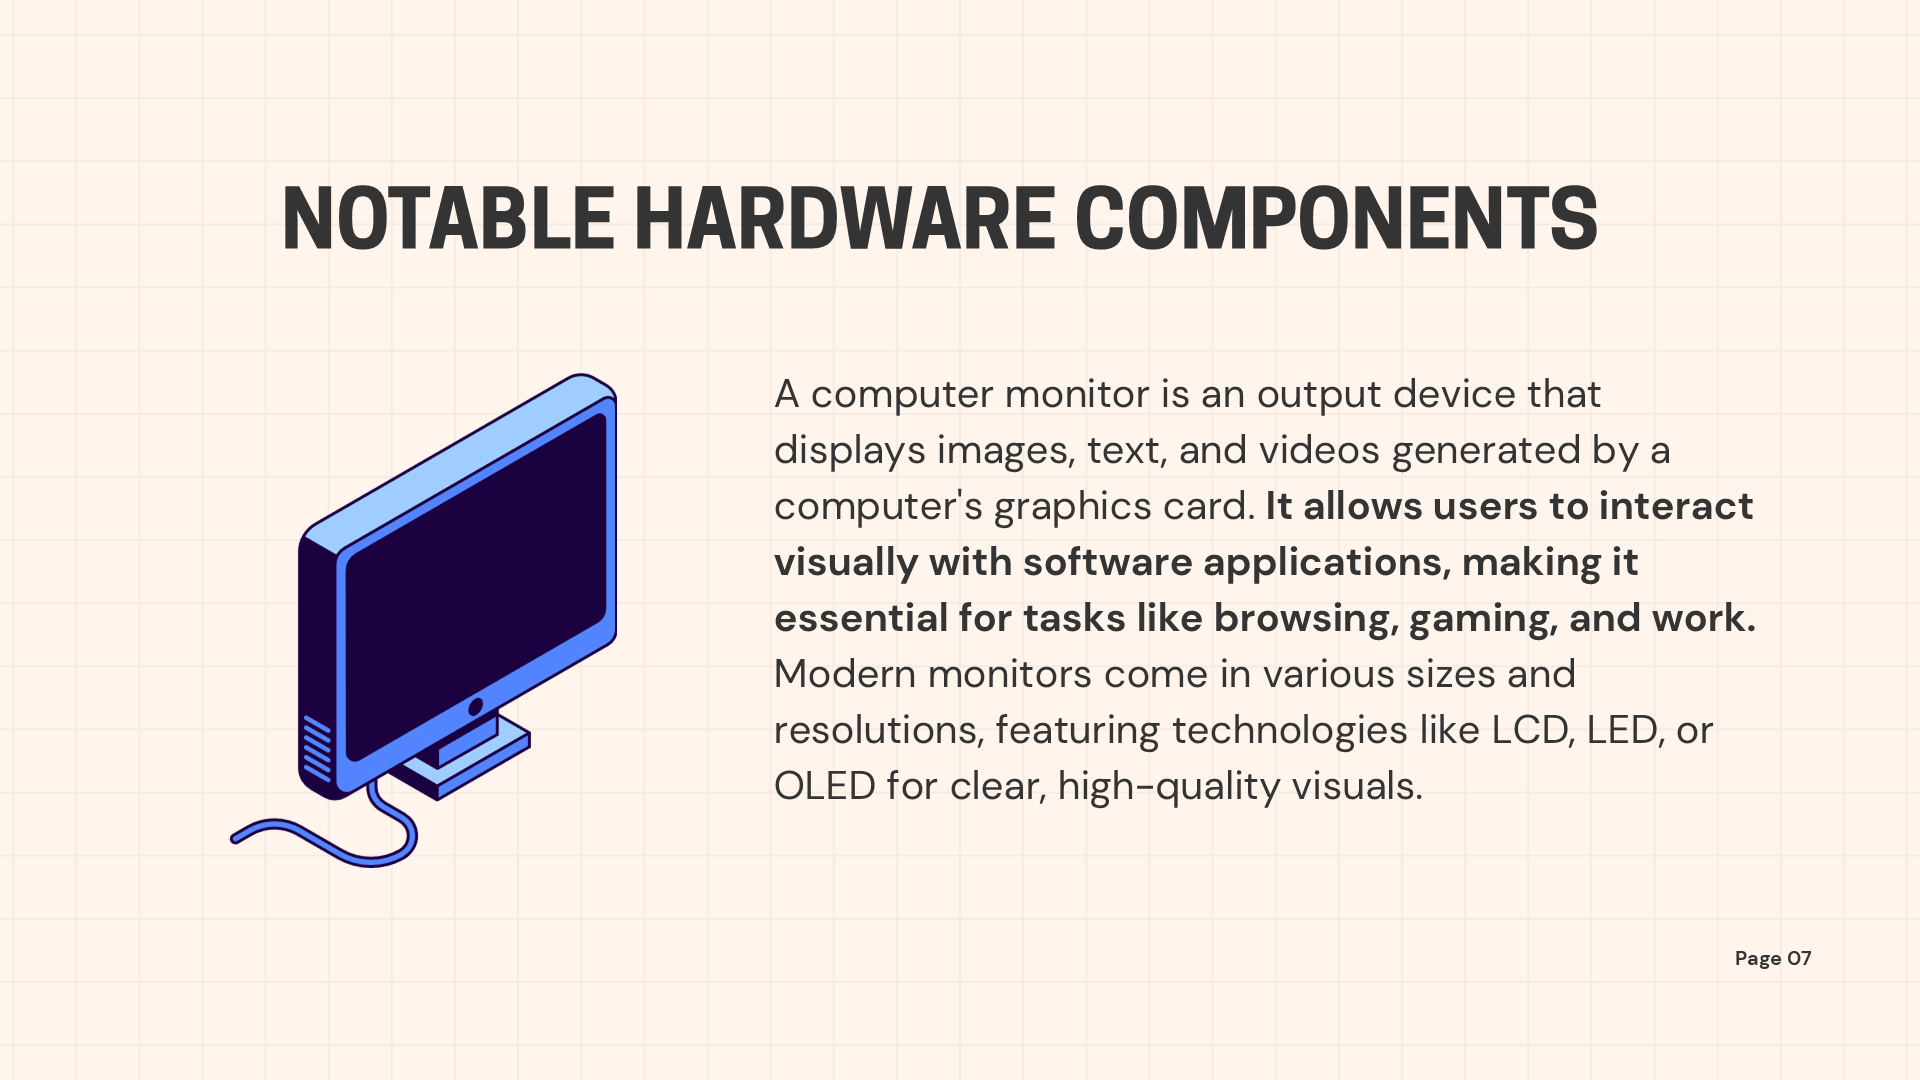 NOTABLE HARDWARE COMPONENTS
A computer monitor is an output device that
displays images, text, and videos generated by a
computer's graphics card. It allows users to interact
visually with software applications, making it
essential for tasks like browsing, gaming, and work.
Modern monitors come in various sizes and
resolutions, featuring technologies like LCD, LED, or
OLED for clear, high-quality visuals.
Page 07